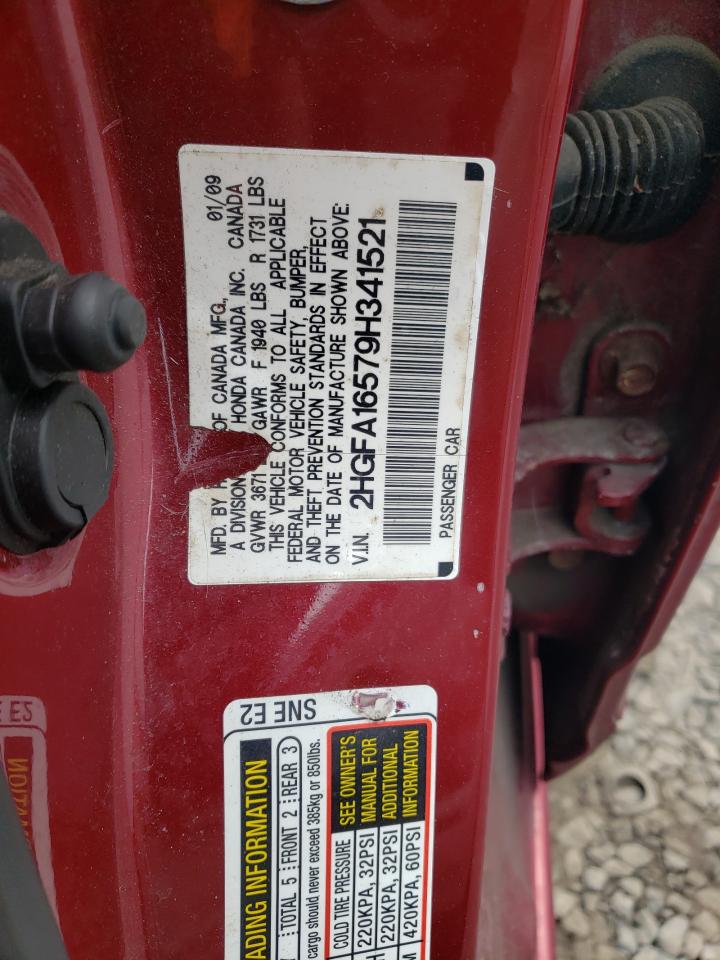 MFD. BY OF CANADA MFG., 01/09
A DIVISION HONDA CANADA INC. CANADA
GVWR 3671 GAWR F 1940 LBS R 1731 LBS
THIS VEHICLE CONFORMS TO ALL APPLICABLE
FEDERAL MOTOR VEHICLE SAFETY, BUMPER,
AND THEFT PREVENTION STANDARDS IN EFFECT
ON THE DATE OF MANUFACTURE SHOWN ABOVE.
V.I.N. 2HGFA16579H341521
PASSENGER CAR
SNE E2
ADING INFORMATION
TOTAL 5 FRONT 2 REAR 3
cargo should never exceed 385kg or 850lbs.
COLD TIRE PRESSURE
220KPA, 32PSI
220KPA, 32PSI
420KPA, 60PSI
SEE OWNER'S
MANUAL FOR
ADDITIONAL
INFORMATION